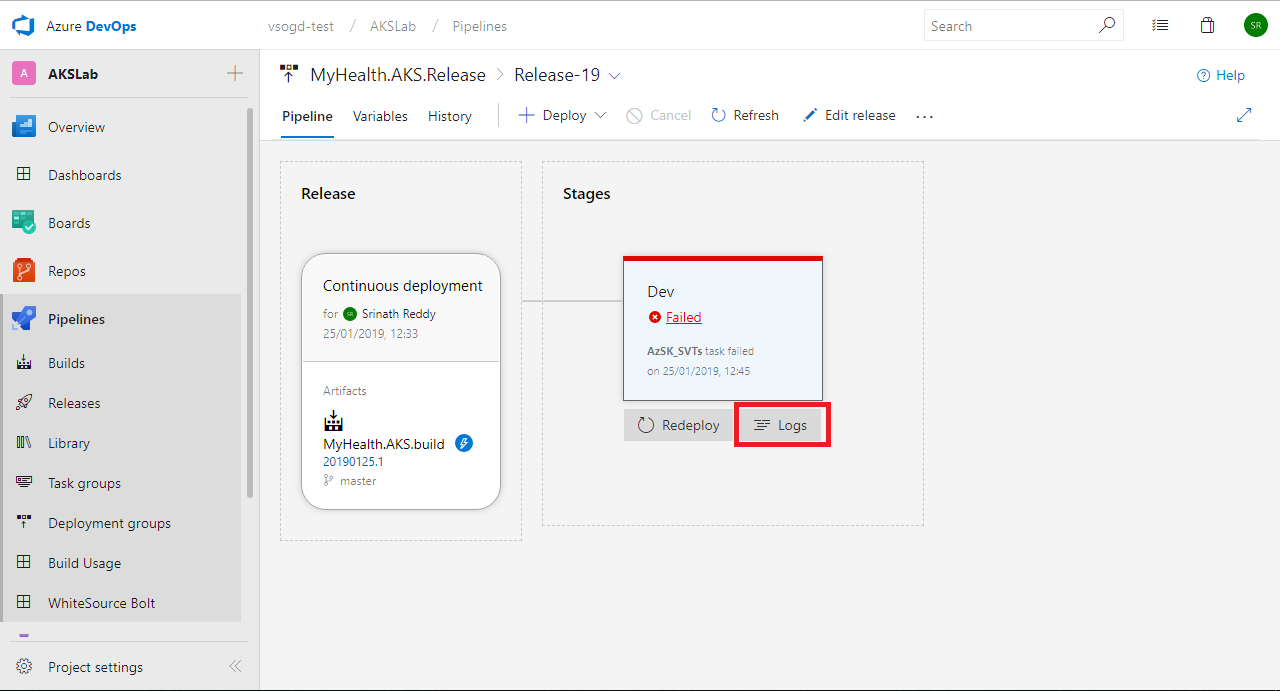 Azure DevOps
vsogd-test / AKSLab / Pipelines
Search
SR
A AKSLab
Overview
Dashboards
Boards
Repos
Pipelines
Builds
Releases
Library
Task groups
Deployment groups
Build Usage
WhiteSource Bolt
Project settings
MyHealth.AKS.Release > Release-19
Help
Pipeline Variables History Deploy Cancel Refresh Edit release ...
Release
Continuous deployment
for SR Srinath Reddy
25/01/2019, 12:33
Artifacts
MyHealth.AKS.build
20190125.1
master
Stages
Dev
Failed
AzSK_SVTs task failed
on 25/01/2019, 12:45
Redeploy Logs